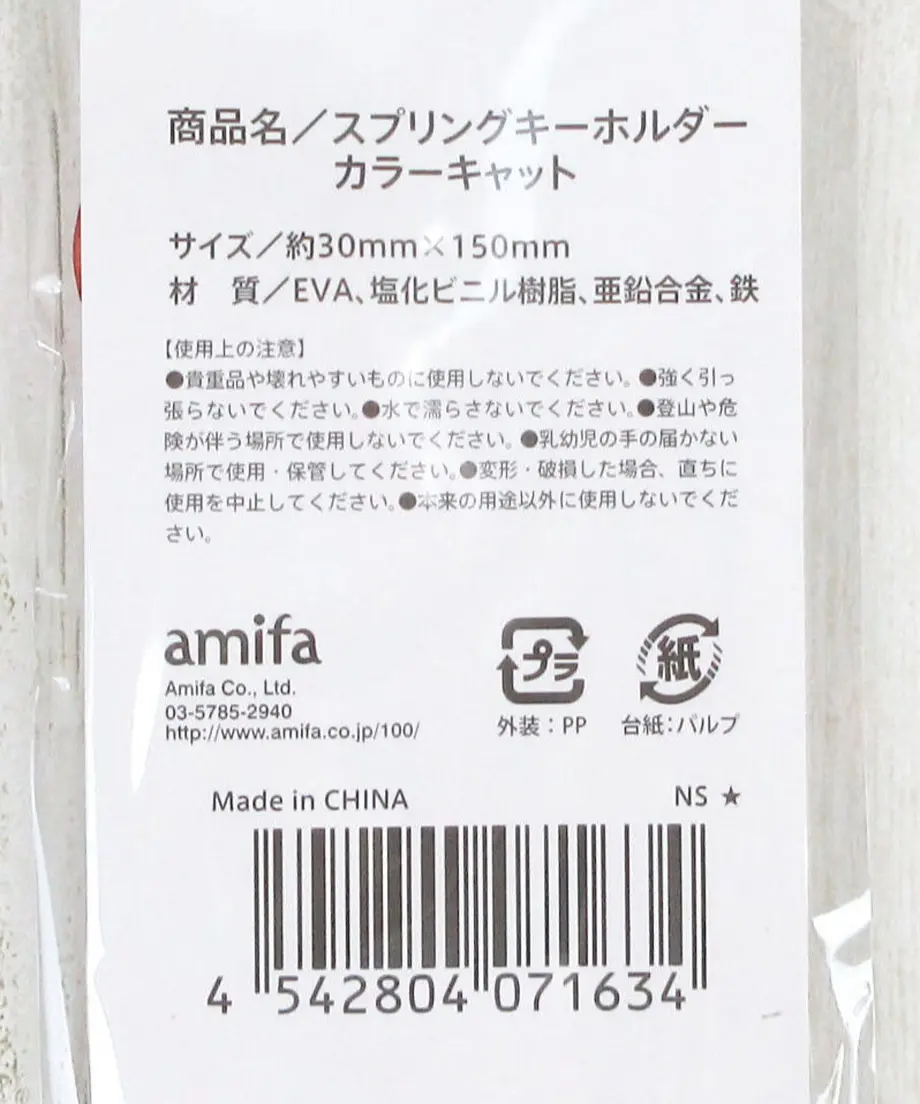 商品名／スプリングキーホルダー
カラーキャット
サイズ／約30mm×150mm
材　質／EVA、塩化ビニル樹脂、亜鉛合金、鉄
【使用上の注意】
●貴重品や壊れやすいものに使用しないでください。●強く引っ
張らないでください。●水で濡らさないでください。●登山や危
険が伴う場所で使用しないでください。●乳幼児の手の届かない
場所で使用・保管してください。●変形・破損した場合、直ちに
使用を中止してください。●本来の用途以外に使用しないでくだ
さい。
amifa
Amifa Co., Ltd.
03-5785-2940
http://www.amifa.co.jp/100/
プラ
外装：PP
紙
台紙：パルプ
Made in CHINA
NS ★
4 542804 071634